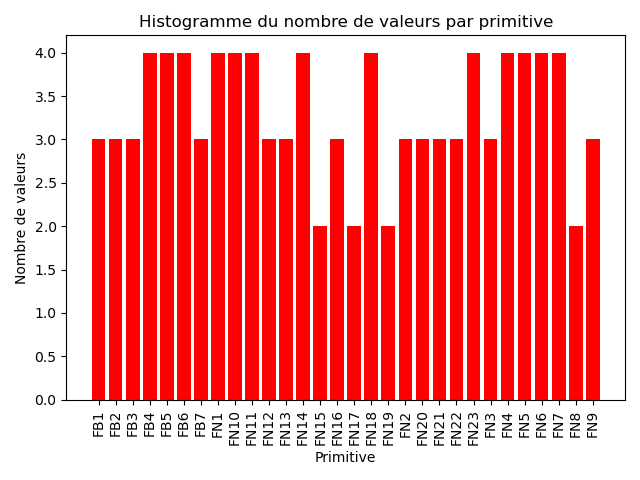 Histogramme du nombre de valeurs par primitive
4.0
3.5
3.0
2.5
2.0
1.5
1.0
0.5
0.0
Nombre de valeurs
FB1
FB2
FB3
FB4
FB5
FB6
FB7
FN1
FN10
FN11
FN12
FN13
FN14
FN15
FN16
FN17
FN18
FN19
FN2
FN20
FN21
FN22
FN23
FN3
FN4
FN5
FN6
FN7
FN8
FN9
Primitive